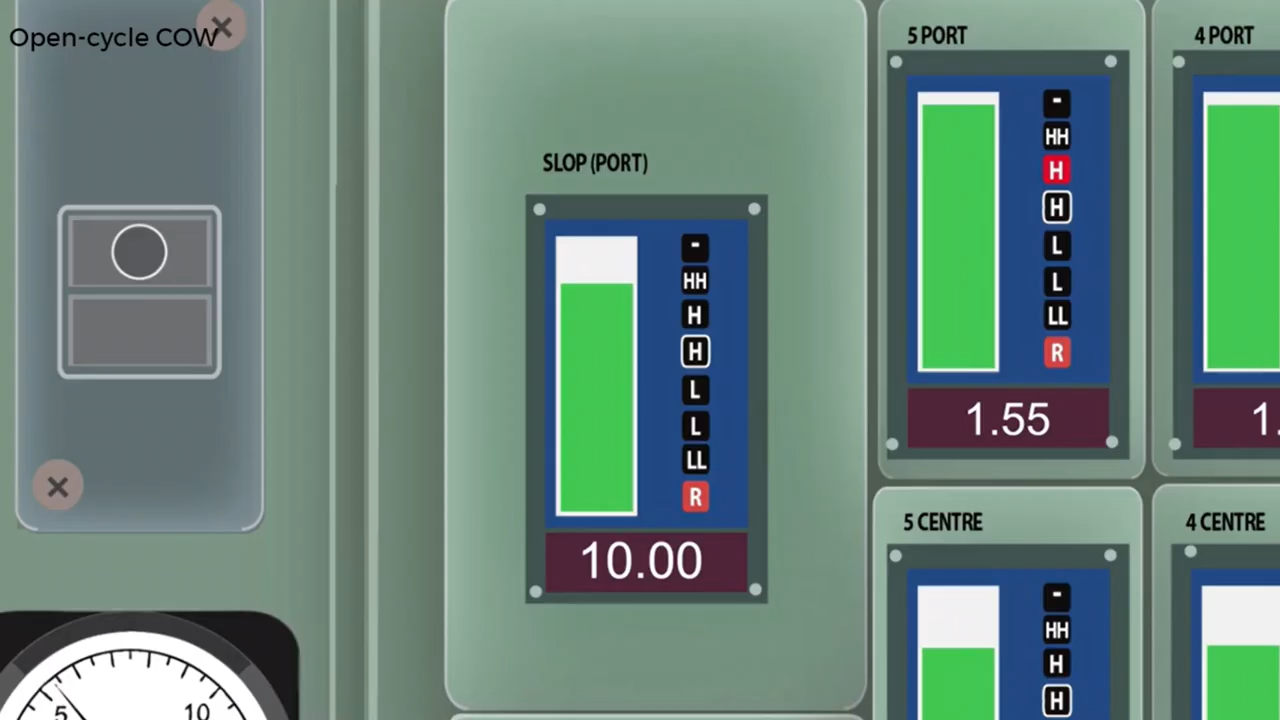 Open-cycle COW
SLOP (PORT)
-
HH
H
H
L
L
LL
R
10.00
5 PORT
-
HH
H
H
L
L
LL
R
1.55
4 PORT
1.
5 CENTRE
-
HH
H
H
4 CENTRE
5
10